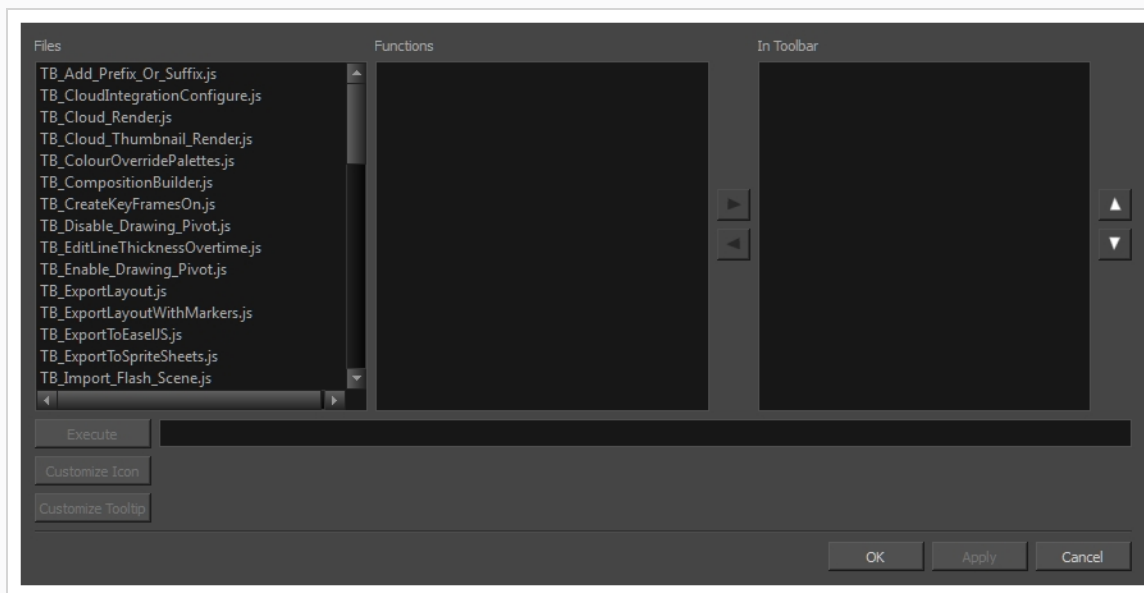 Files
Functions
In Toolbar
TB_Add_Prefix_Or_Suffix.js
TB_CloudIntegrationConfigure.js
TB_Cloud_Render.js
TB_Cloud_Thumbnail_Render.js
TB_ColourOverridePalettes.js
TB_CompositionBuilder.js
TB_CreateKeyFramesOn.js
TB_Disable_Drawing_Pivot.js
TB_EditLineThicknessOvertime.js
TB_Enable_Drawing_Pivot.js
TB_ExportLayout.js
TB_ExportLayoutWithMarkers.js
TB_ExportToEaselJS.js
TB_ExportToSpriteSheets.js
TB_Import_Flash_Scene.js
Execute
Customize Icon
Customize Tooltip
OK
Apply
Cancel